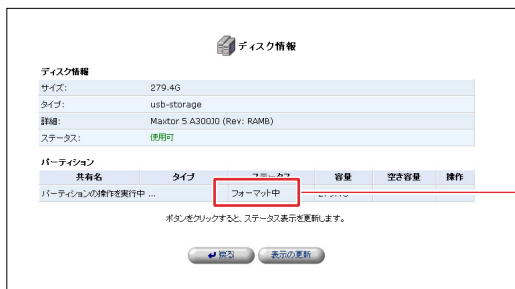 ディスク情報
ディスク情報
サイズ: 279.4G
タイプ: usb-storage
詳細: Maxtor 5 A300J0 (Rev: RAMB)
ステータス: 使用可
パーティション
共有名 タイプ ステータス 容量 空き容量 操作
パーティションの操作を実行中 ... フォーマット中
ボタンをクリックすると、ステータス表示を更新します。
戻る 表示の更新